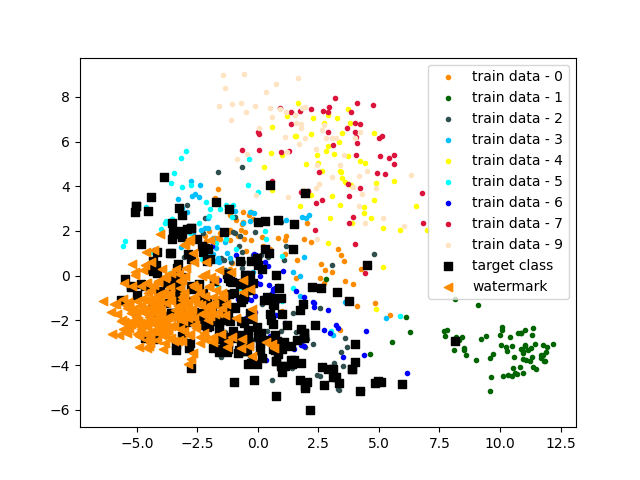 train data - 0
train data - 1
train data - 2
train data - 3
train data - 4
train data - 5
train data - 6
train data - 7
train data - 9
target class
watermark
8
6
4
2
0
−2
−4
−6
−5.0 −2.5 0.0 2.5 5.0 7.5 10.0 12.5